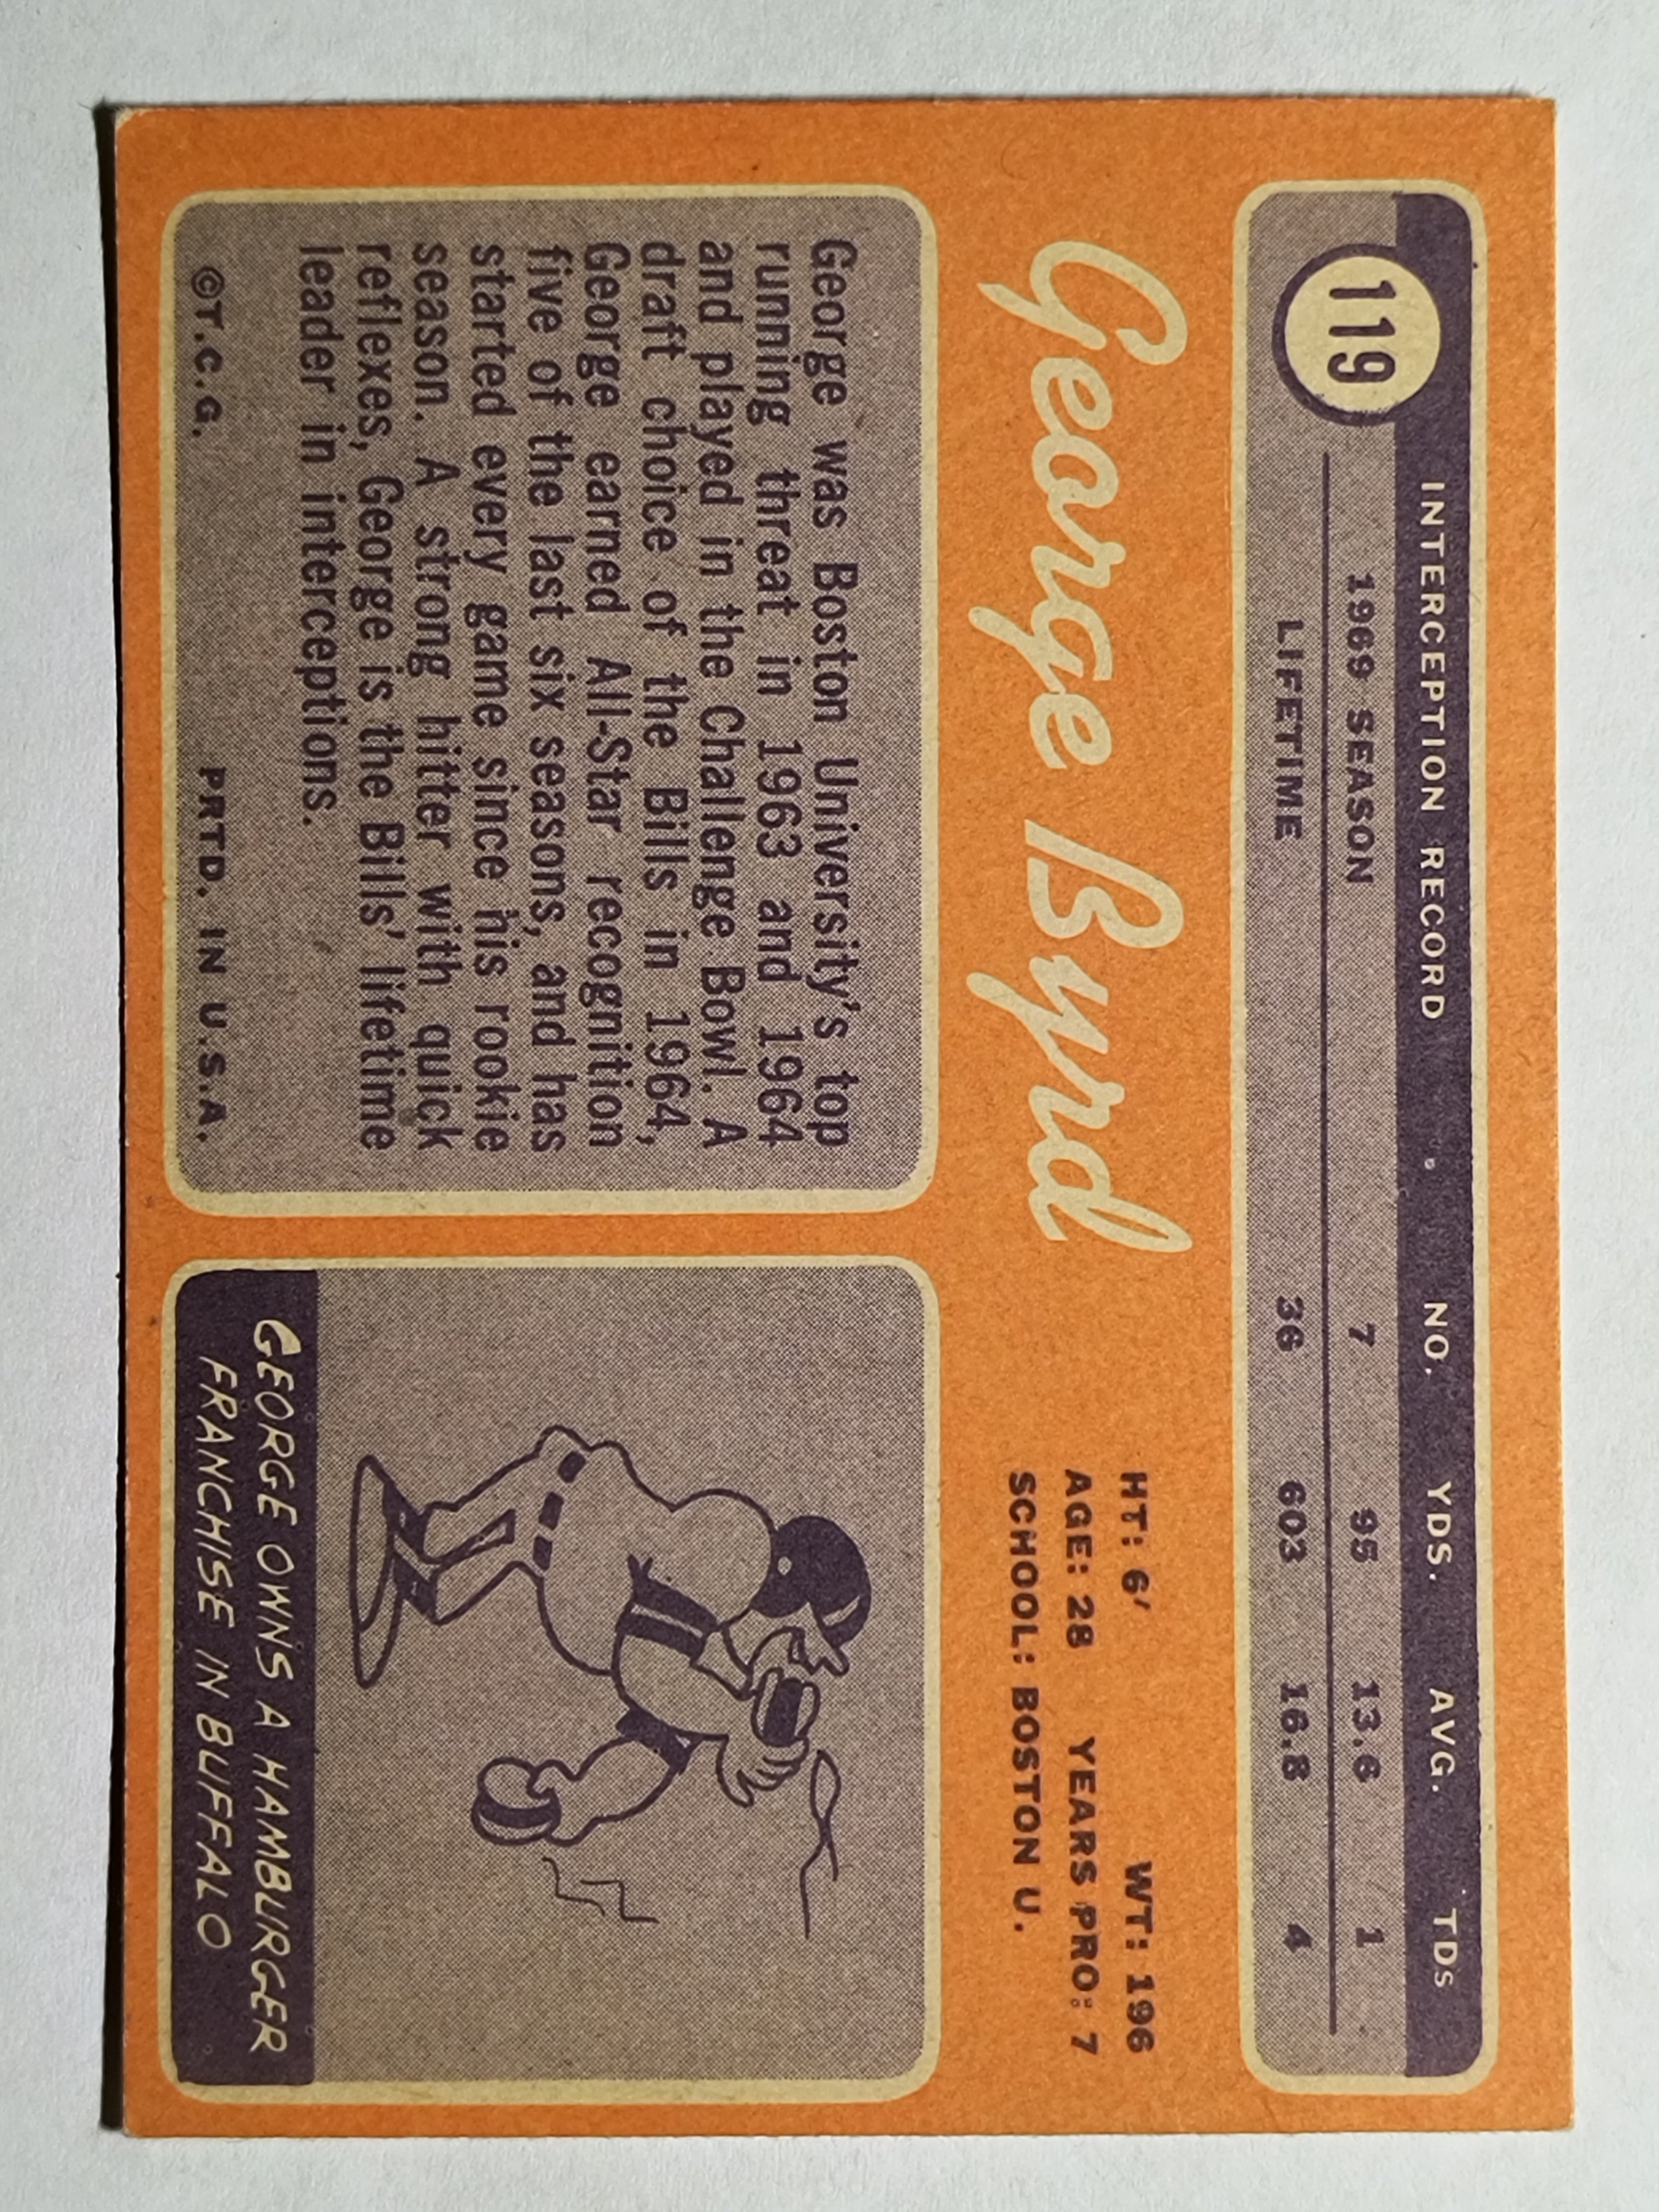 119
INTERCEPTION RECORD NO. YDS. AVG. TDs
1969 SEASON 7 95 13.6 1
LIFETIME 36 603 16.8 4
George Byrd
HT: 6' WT: 196
AGE: 28 YEARS PRO: 7
SCHOOL: BOSTON U.
George was Boston University's top
running threat in 1963 and 1964
and played in the Challenge Bowl. A
draft choice of the Bills in 1964,
George earned All-Star recognition
five of the last six seasons, and has
started every game since his rookie
season. A strong hitter with quick
reflexes, George is the Bills' lifetime
leader in interceptions.
©T.C.G. PRTD. IN U.S.A.
GEORGE OWNS A HAMBURGER
FRANCHISE IN BUFFALO